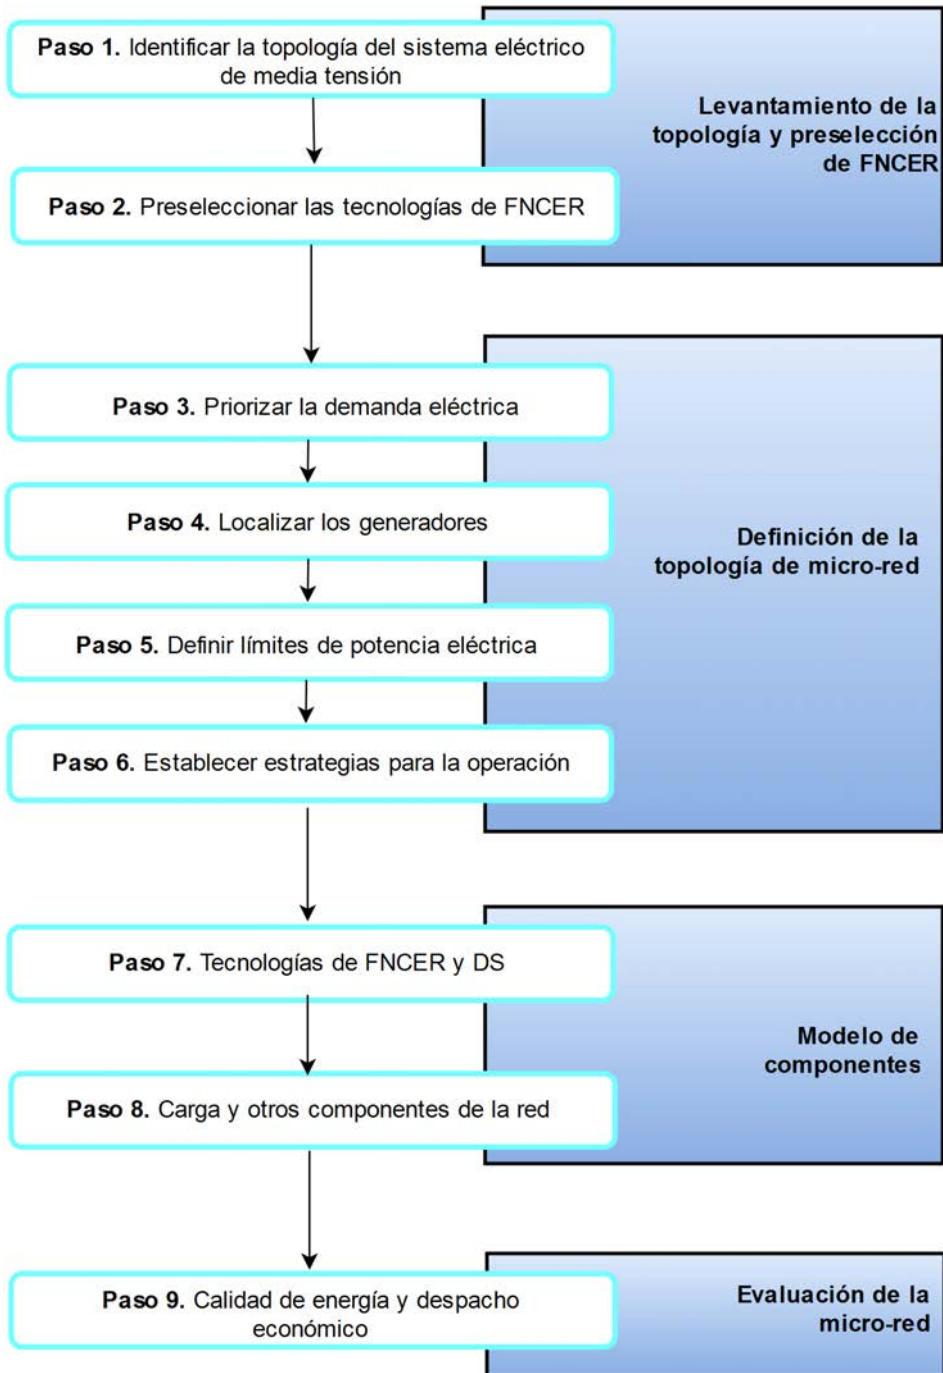 Paso 1. Identificar la topología del sistema eléctrico
de media tensión
Levantamiento de la
topología y preselección
de FNCER
Paso 2. Preseleccionar las tecnologías de FNCER
Paso 3. Priorizar la demanda eléctrica
Paso 4. Localizar los generadores
Definición de la
topología de micro-red
Paso 5. Definir límites de potencia eléctrica
Paso 6. Establecer estrategias para la operación
Paso 7. Tecnologías de FNCER y DS
Modelo de
componentes
Paso 8. Carga y otros componentes de la red
Paso 9. Calidad de energía y despacho
económico
Evaluación de la
micro-red